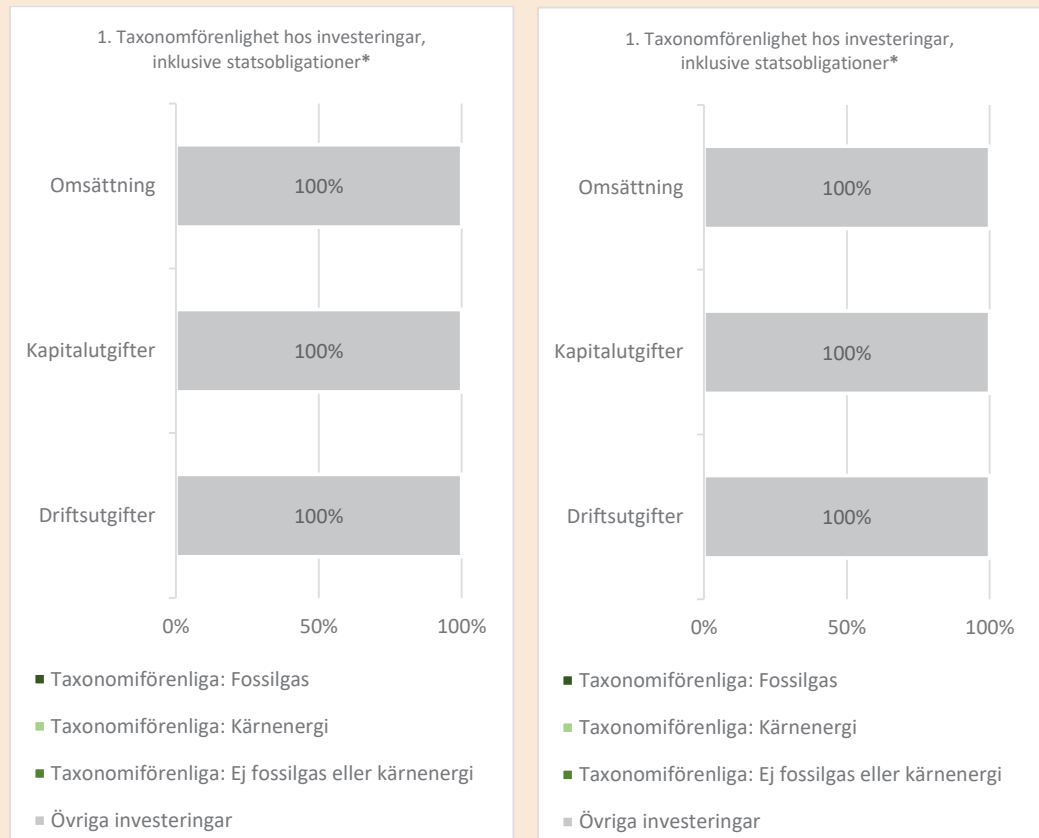 1. Taxonomförenlighet hos investeringar,
inklusive statsobligationer*
Omsättning
100%
Kapitalutgifter
100%
Driftsutgifter
100%
0% 50% 100%
Taxonomiförenliga: Fossilgas
Taxonomiförenliga: Kärnenergi
Taxonomiförenliga: Ej fossilgas eller kärnenergi
Övriga investeringar
1. Taxonomförenlighet hos investeringar,
inklusive statsobligationer*
Omsättning
100%
Kapitalutgifter
100%
Driftsutgifter
100%
0% 50% 100%
Taxonomiförenliga: Fossilgas
Taxonomiförenliga: Kärnenergi
Taxonomiförenliga: Ej fossilgas eller kärnenergi
Övriga investeringar